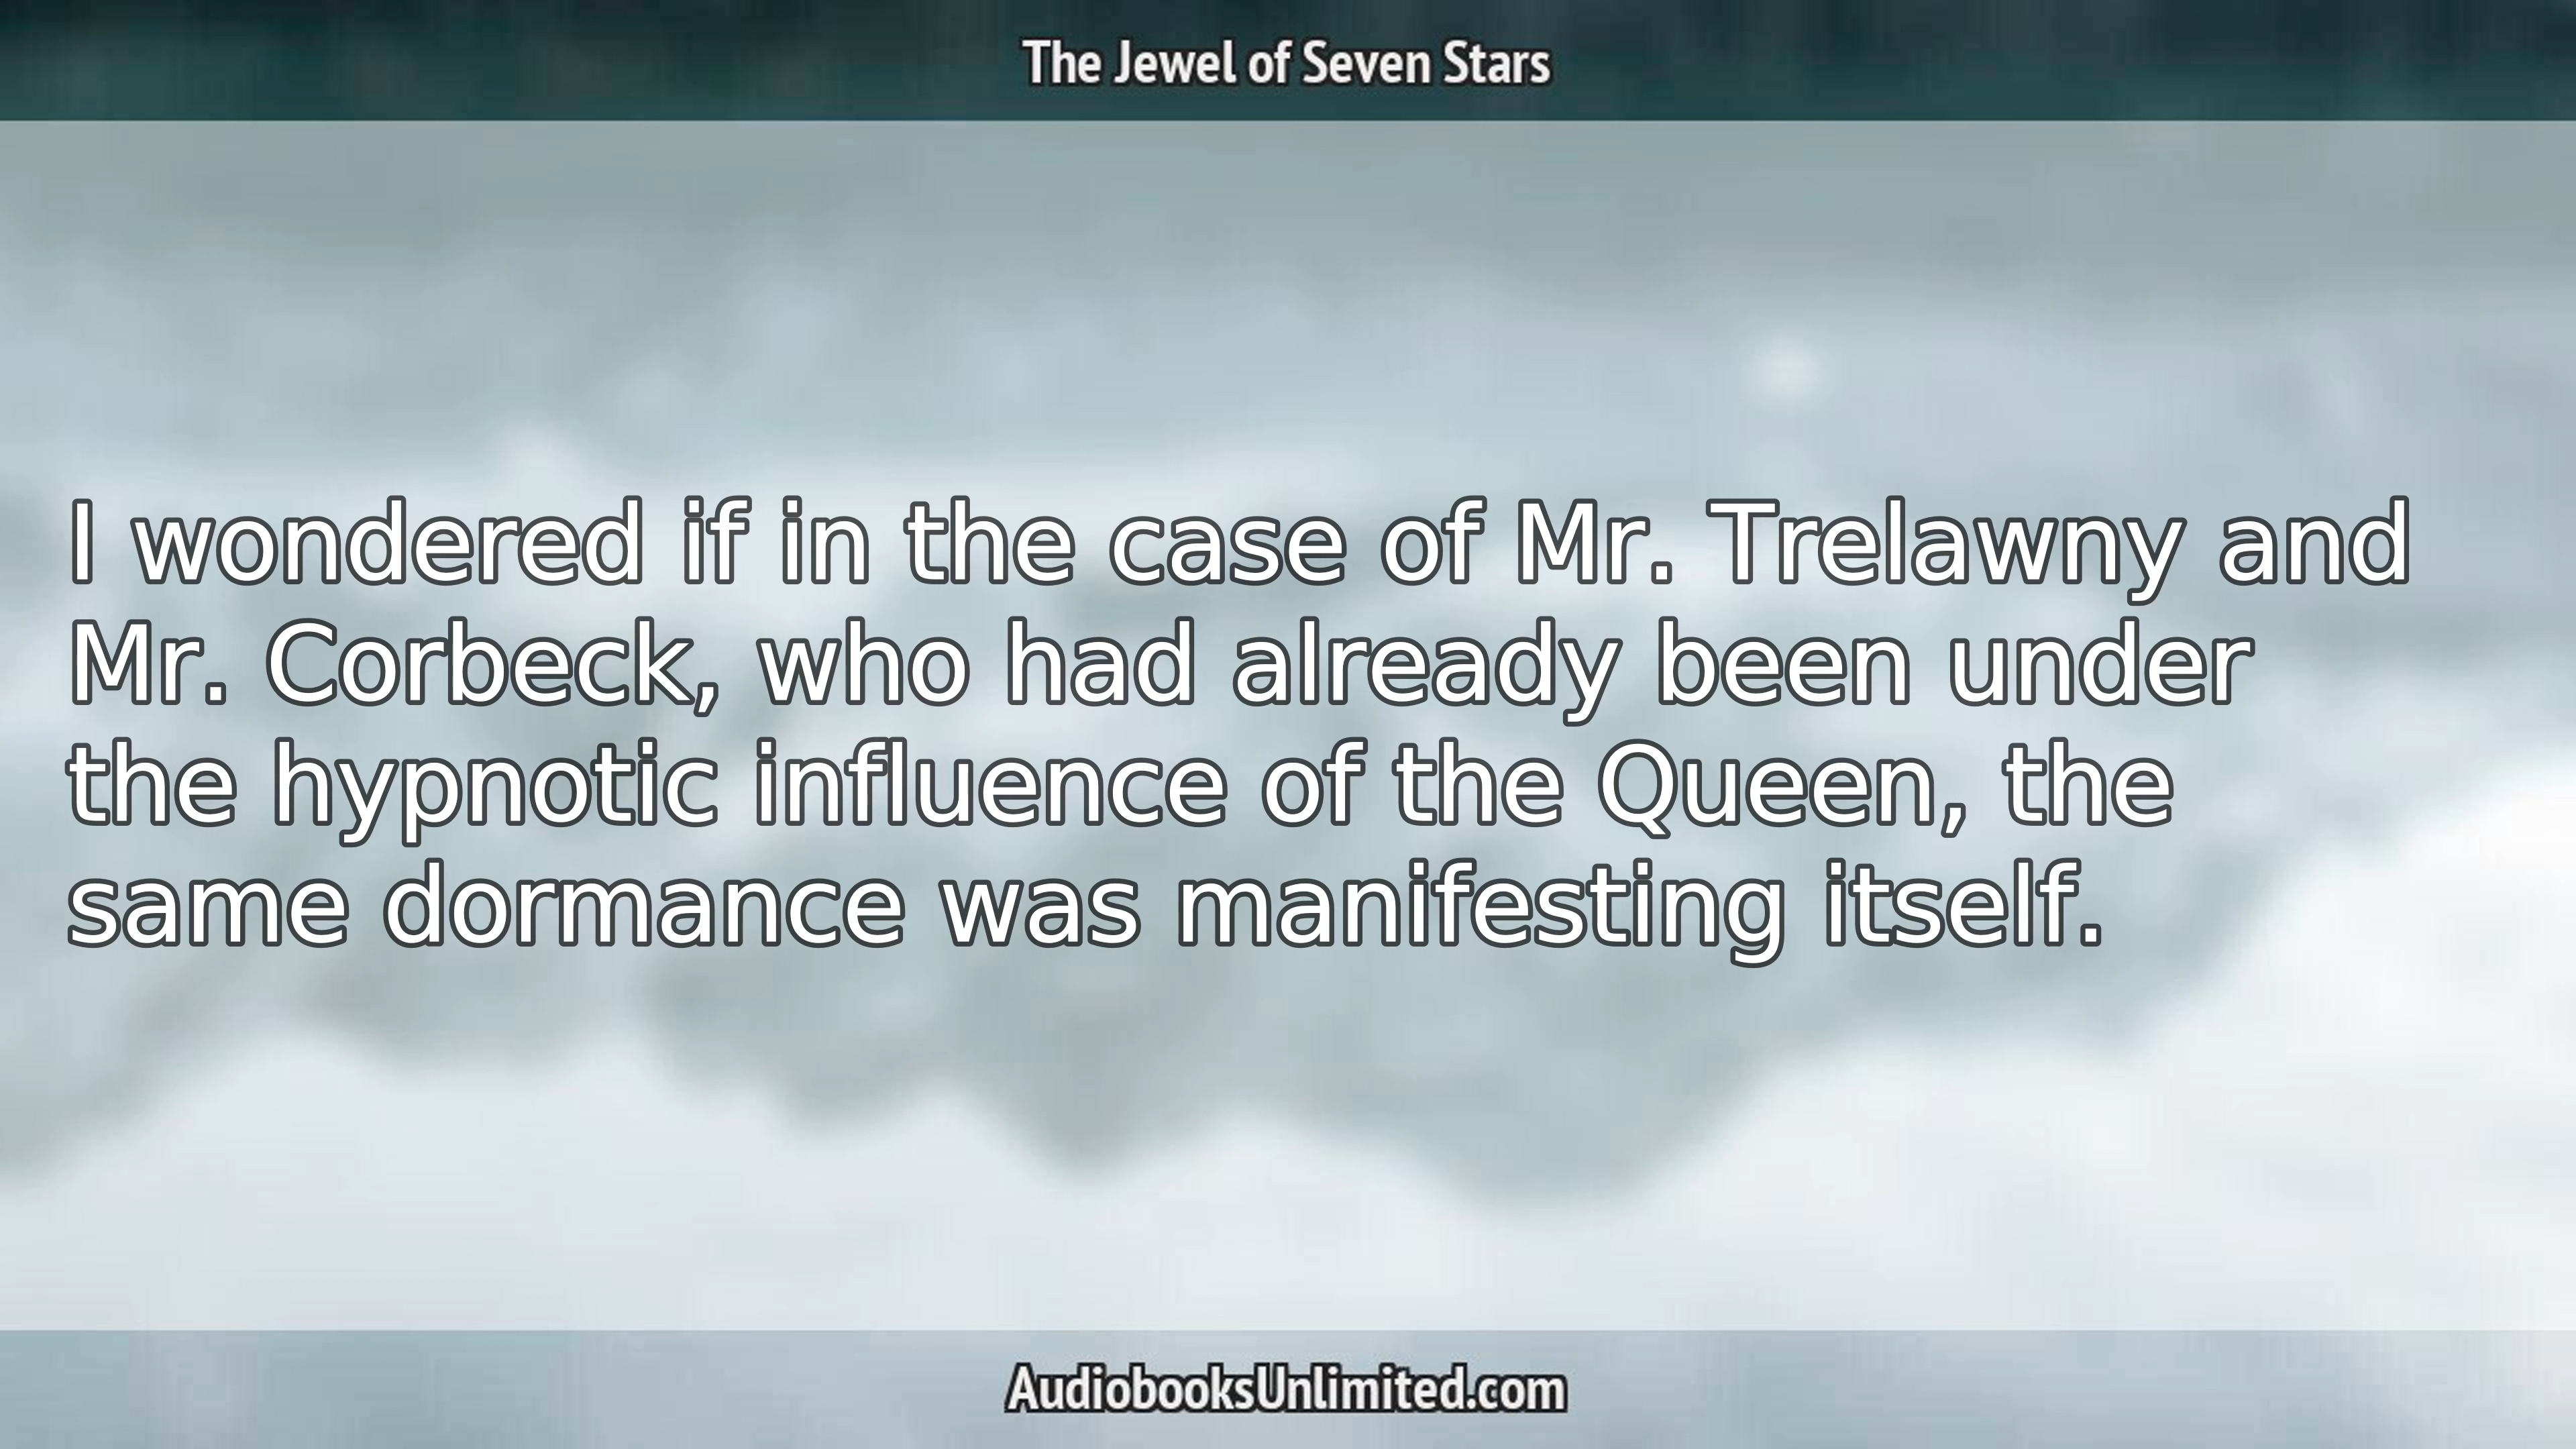 The Jewel of Seven Stars
I wondered if in the case of Mr. Trelawny and
Mr. Corbeck, who had already been under
the hypnotic influence of the Queen, the
same dormance was manifesting itself.
AudiobooksUnlimited.com